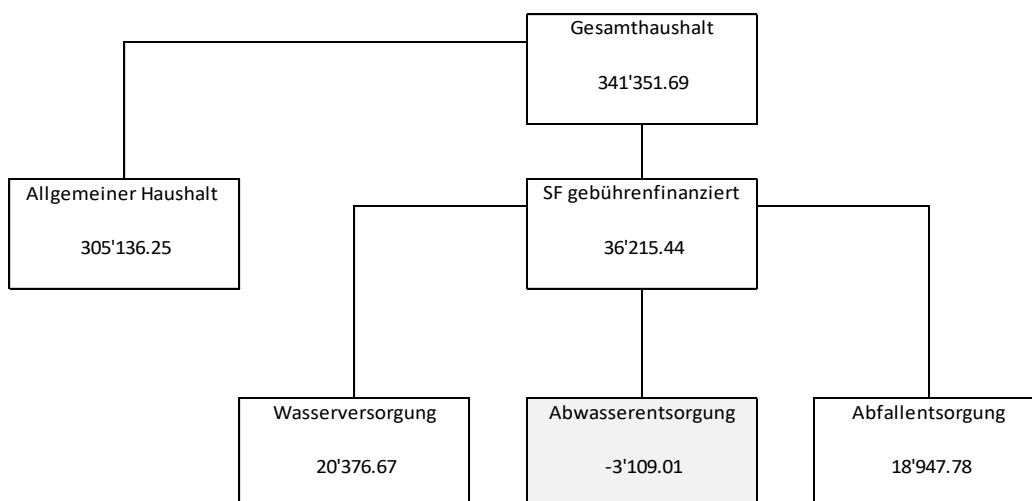 Gesamthaushalt
341'351.69
Allgemeiner Haushalt
305'136.25
SF gebührenfinanziert
36'215.44
Wasserversorgung
20'376.67
Abwasserentsorgung
-3'109.01
Abfallentsorgung
18'947.78